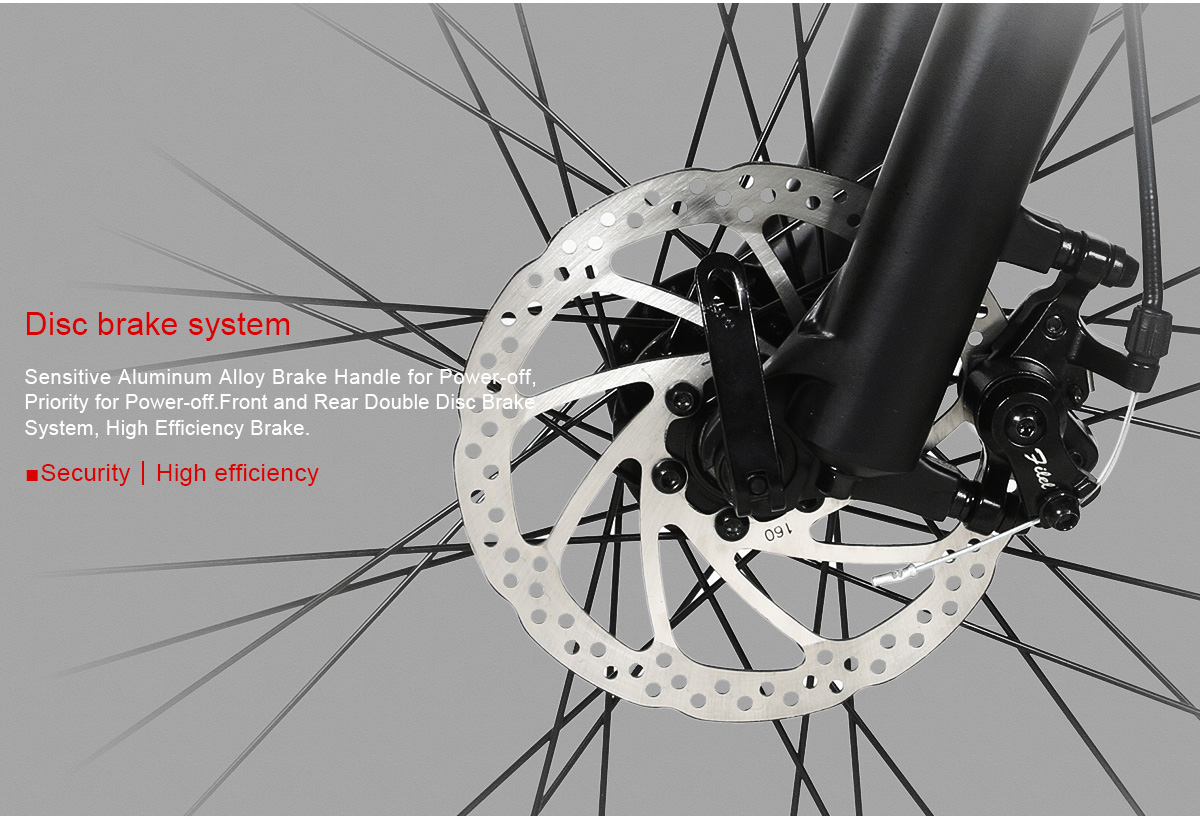 Disc brake system
Sensitive Aluminum Alloy Brake Handle for Power-off,
Priority for Power-off.Front and Rear Double Disc Brake
System, High Efficiency Brake.
■Security | High efficiency
160